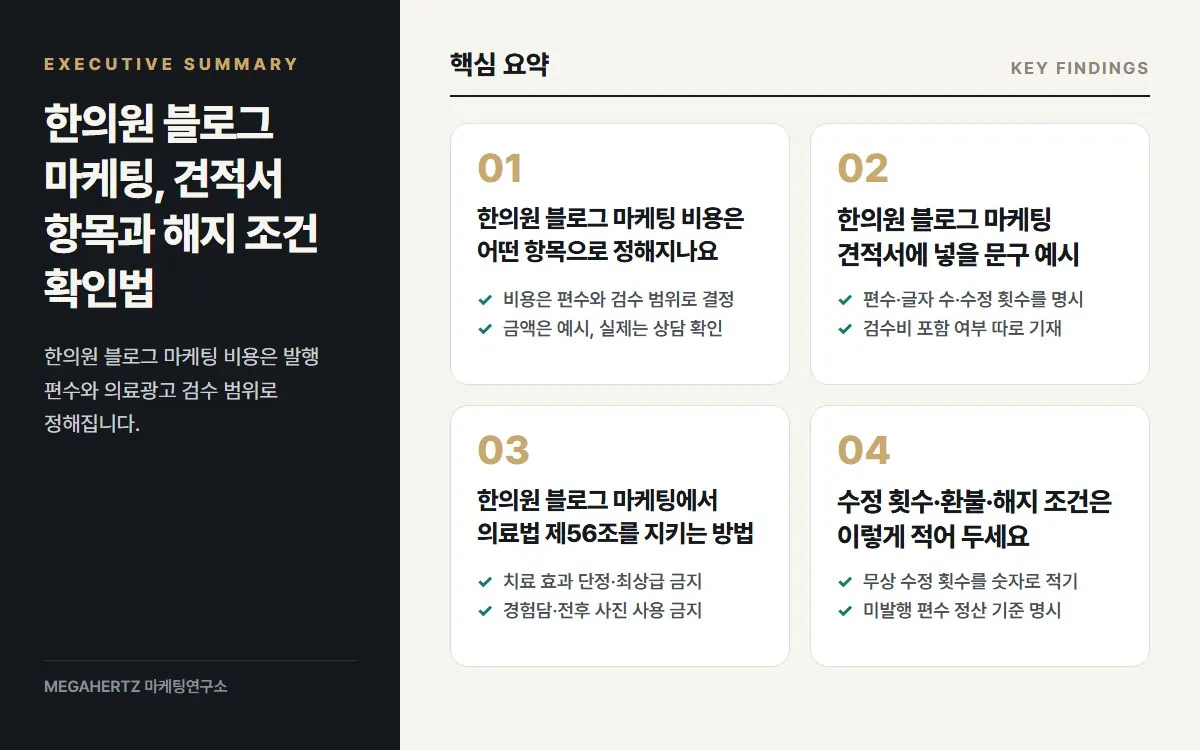 EXECUTIVE SUMMARY
한의원 블로그
마케팅, 견적서
항목과 해지 조건
확인법
한의원 블로그 마케팅 비용은 발행
편수와 의료광고 검수 범위로
정해집니다.
MEGAHERTZ 마케팅연구소
핵심 요약
KEY FINDINGS
01
한의원 블로그 마케팅 비용은
어떤 항목으로 정해지나요
비용은 편수와 검수 범위로 결정
금액은 예시, 실제는 상담 확인
02
한의원 블로그 마케팅
견적서에 넣을 문구 예시
편수·글자 수·수정 횟수를 명시
검수비 포함 여부 따로 기재
03
한의원 블로그 마케팅에서
의료법 제56조를 지키는 방법
치료 효과 단정·최상급 금지
경험담·전후 사진 사용 금지
04
수정 횟수·환불·해지 조건은
이렇게 적어 두세요
무상 수정 횟수를 숫자로 적기
미발행 편수 정산 기준 명시